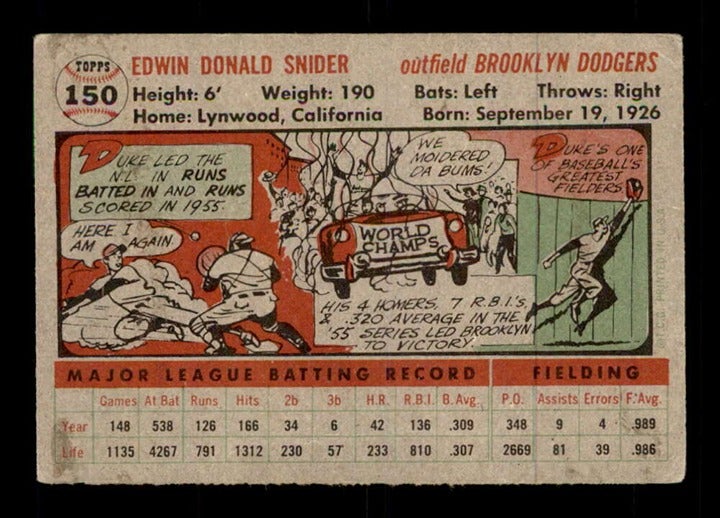 TOPPS
150
EDWIN DONALD SNIDER outfield BROOKLYN DODGERS
Height: 6' Weight: 190 Bats: Left Throws: Right
Home: Lynwood, California Born: September 19, 1926
DUKE LED THE
N.L. IN RUNS
BATTED IN AND RUNS
SCORED IN 1955.
HERE I
AM AGAIN
WE
MOIDERED
DA BUMS!
WORLD
CHAMPS
HIS 4 HOMERS, 7 R.B.I.'S,
& .320 AVERAGE IN THE
'55 SERIES LED BROOKLYN
TO VICTORY.
DUKE'S ONE
OF BASEBALL'S
GREATEST
FIELDERS.
©T.C.G. PRINTED IN U.S.A.
MAJOR LEAGUE BATTING RECORD FIELDING
Games At Bat Runs Hits 2b 3b H.R. R.B.I. B. Avg. P.O. Assists Errors F. Avg.
Year 148 538 126 166 34 6 42 136 .309 348 9 4 .989
Life 1135 4267 791 1312 230 57 233 810 .307 2669 81 39 .986